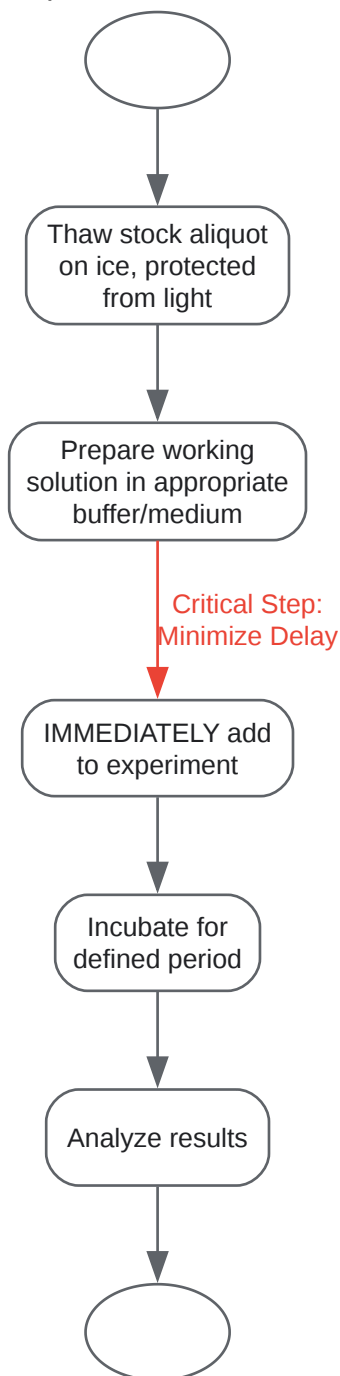 Thaw stock aliquot
on ice, protected
from light
Prepare working
solution in appropriate
buffer/medium
Critical Step:
Minimize Delay
IMMEDIATELY add
to experiment
Incubate for
defined period
Analyze results